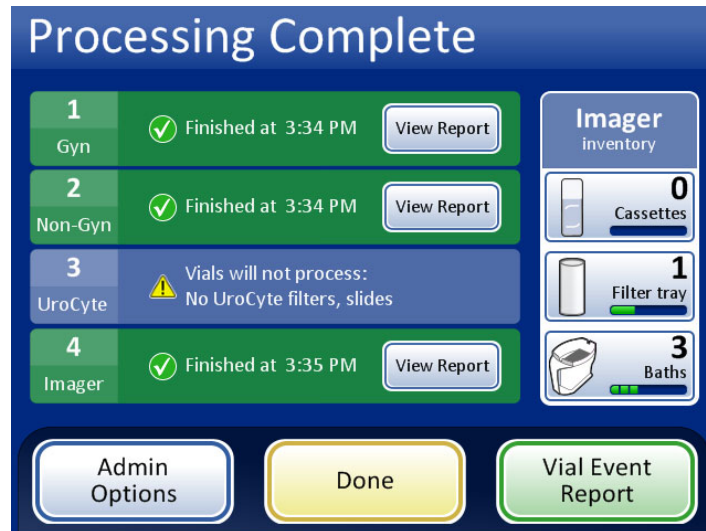 Processing Complete
1
Gyn
Finished at 3:34 PM
View Report
2
Non-Gyn
Finished at 3:34 PM
View Report
3
UroCyte
Vials will not process:
No UroCyte filters, slides
4
Imager
Finished at 3:35 PM
View Report
Imager
inventory
0
Cassettes
1
Filter tray
3
Baths
Admin
Options
Done
Vial Event
Report